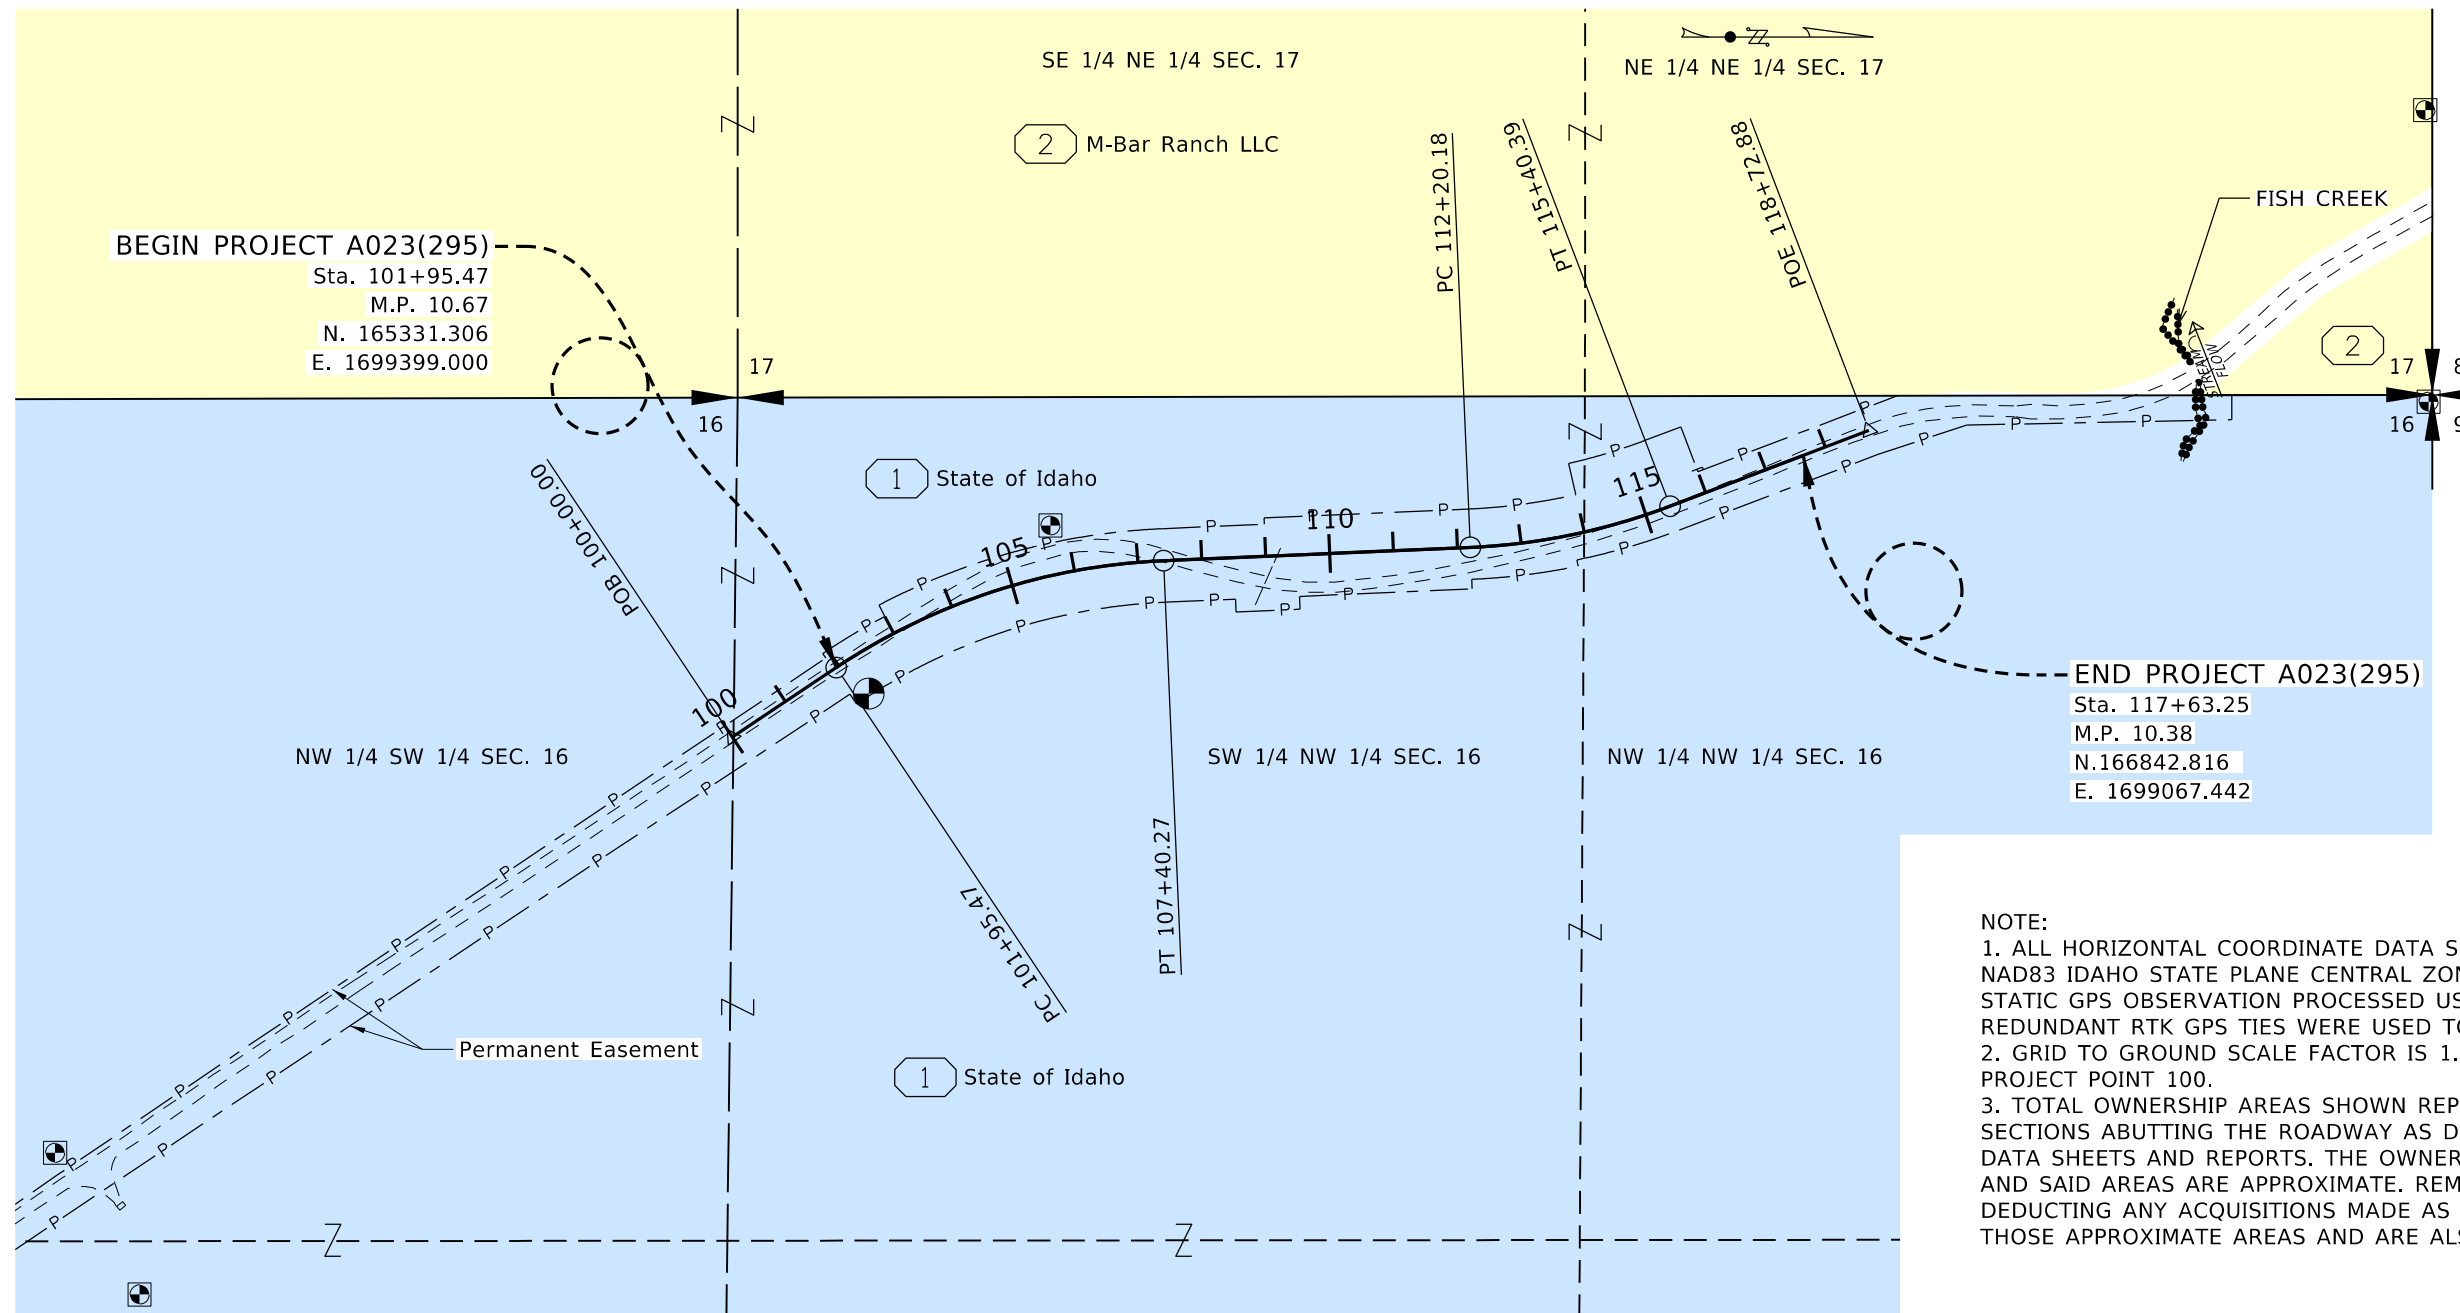 SE 1/4 NE 1/4 SEC. 17
NE 1/4 NE 1/4 SEC. 17
2 M-Bar Ranch LLC
PC 112+20.18
PT 115+40.39
POE 118+72.88
FISH CREEK
BEGIN PROJECT A023(295)
Sta. 101+95.47
M.P. 10.67
N. 165331.306
E. 1699399.000
STREAM
FLOW
2
17
16
17 8
16 9
1 State of Idaho
POB 100+00.00
100
105
110
115
P
END PROJECT A023(295)
Sta. 117+63.25
M.P. 10.38
N.166842.816
E. 1699067.442
NW 1/4 SW 1/4 SEC. 16
SW 1/4 NW 1/4 SEC. 16
NW 1/4 NW 1/4 SEC. 16
PT 107+40.27
PC 101+95.47
Permanent Easement
1 State of Idaho
NOTE:
1. ALL HORIZONTAL COORDINATE DATA S
NAD83 IDAHO STATE PLANE CENTRAL ZON
STATIC GPS OBSERVATION PROCESSED US
REDUNDANT RTK GPS TIES WERE USED TO
2. GRID TO GROUND SCALE FACTOR IS 1.
PROJECT POINT 100.
3. TOTAL OWNERSHIP AREAS SHOWN REP
SECTIONS ABUTTING THE ROADWAY AS D
DATA SHEETS AND REPORTS. THE OWNER
AND SAID AREAS ARE APPROXIMATE. REM
DEDUCTING ANY ACQUISITIONS MADE AS
THOSE APPROXIMATE AREAS AND ARE ALS